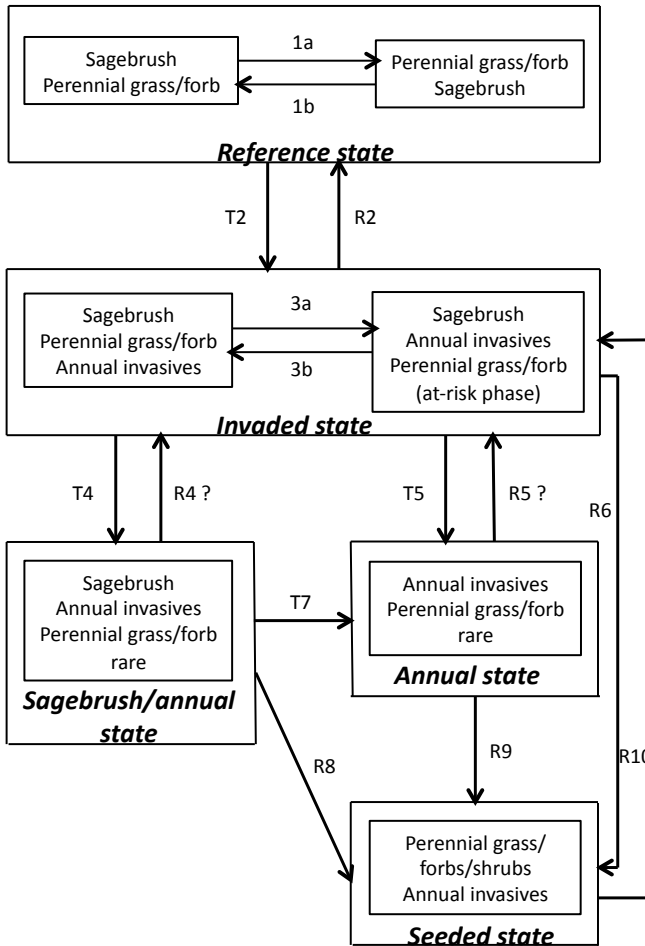 Sagebrush
Perennial grass/forb
1a
1b
Perennial grass/forb
Sagebrush
Reference state
T2
R2
Sagebrush
Perennial grass/forb
Annual invasives
3a
3b
Sagebrush
Annual invasives
Perennial grass/forb
(at-risk phase)
Invaded state
T4
R4 ?
T5
R5 ?
R6
Sagebrush
Annual invasives
Perennial grass/forb
rare
Sagebrush/annual
state
T7
Annual invasives
Perennial grass/forb
rare
Annual state
R8
R9
R10
Perennial grass/
forbs/shrubs
Annual invasives
Seeded state